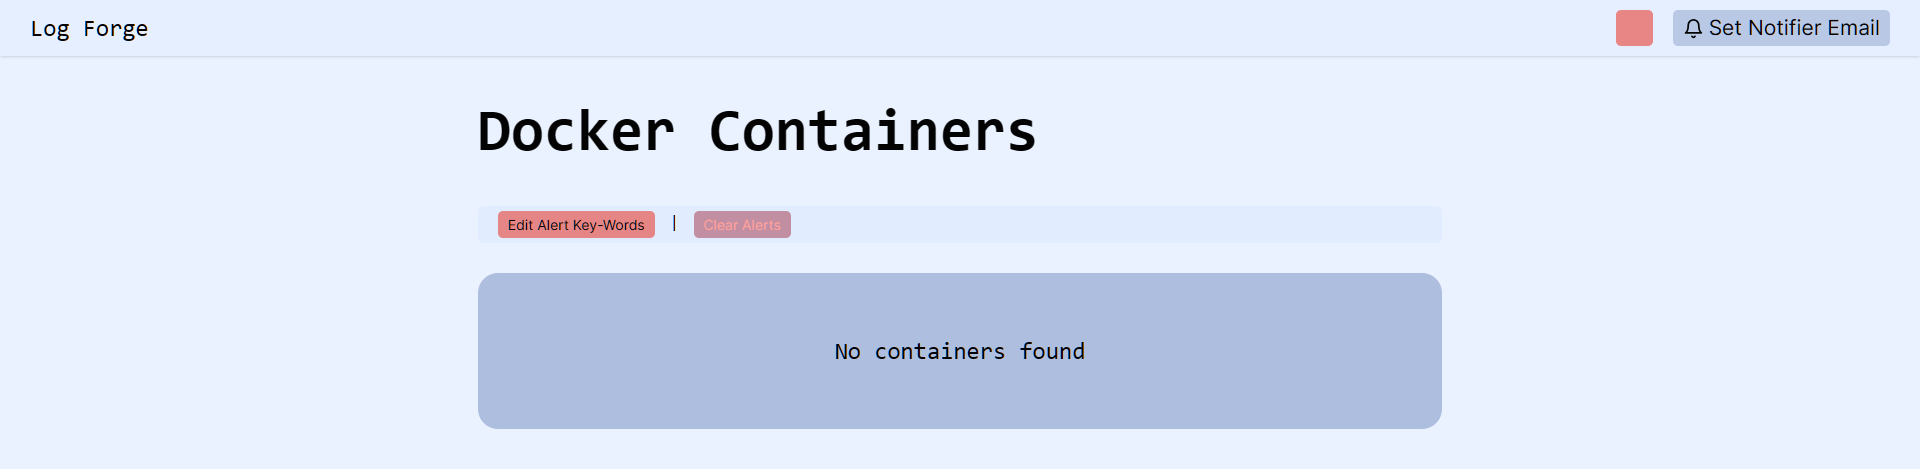 Log Forge
Set Notifier Email
Docker Containers
Edit Alert Key-Words | Clear Alerts
No containers found